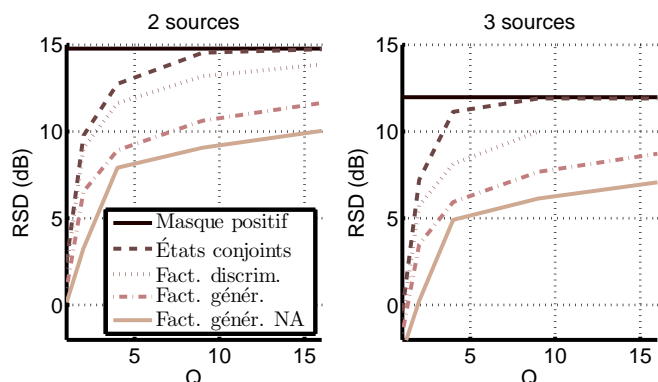 2 sources
3 sources
RSD (dB)
15
10
5
0
5
10
15
Q
Masque positif
États conjoints
Fact. discrim.
Fact. génér.
Fact. génér. NA
RSD (dB)
15
10
5
0
5
10
15
Q